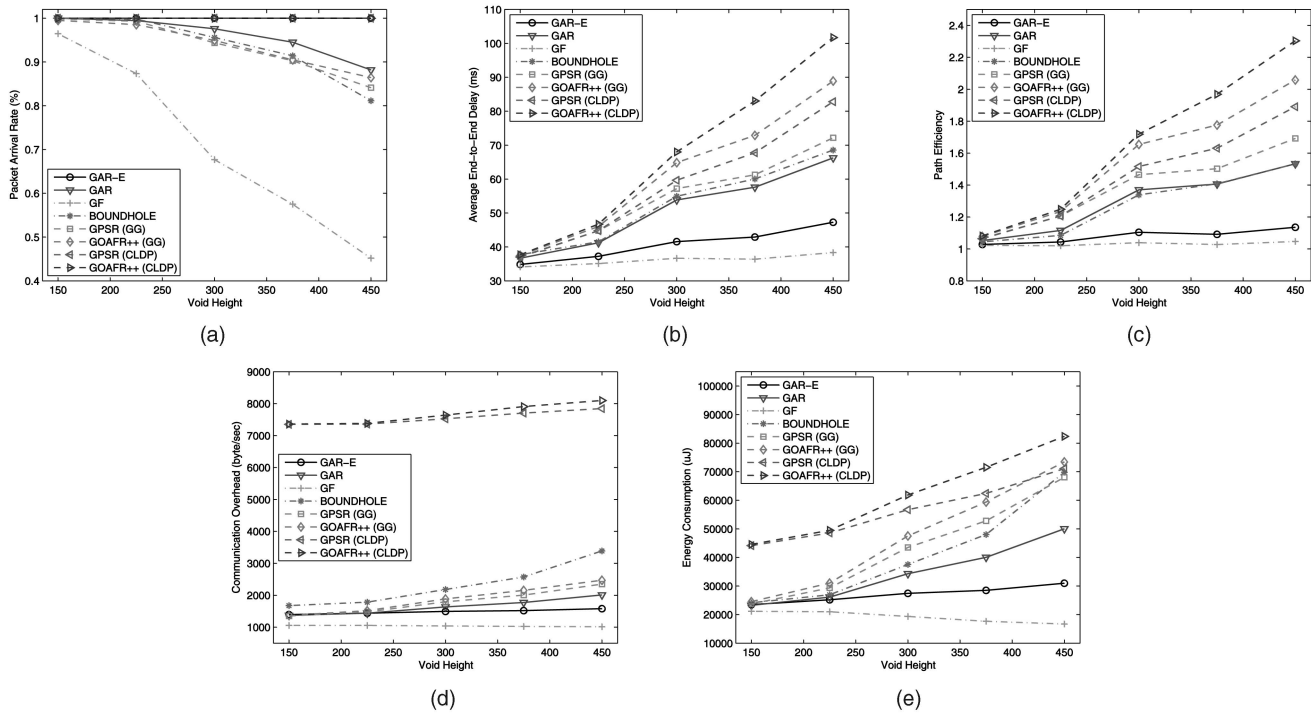 1
0.9
0.8
0.7
0.6
0.5
0.4
Packet Arrival Rate (%)
GAR-E
GAR
GF
BOUNDHOLE
GPSR (GG)
GOAFR++ (GG)
GPSR (CLDP)
GOAFR++ (CLDP)
150 200 250 300 350 400 450
Void Height
(a)
110
100
90
80
70
60
50
40
30
Average End-to-End Delay (ms)
GAR-E
GAR
GF
BOUNDHOLE
GPSR (GG)
GOAFR++ (GG)
GPSR (CLDP)
GOAFR++ (CLDP)
150 200 250 300 350 400 450
Void Height
(b)
2.4
2.2
2
1.8
1.6
1.4
1.2
1
0.8
Path Efficiency
GAR-E
GAR
GF
BOUNDHOLE
GPSR (GG)
GOAFR++ (GG)
GPSR (CLDP)
GOAFR++ (CLDP)
150 200 250 300 350 400 450
Void Height
(c)
9000
8000
7000
6000
5000
4000
3000
2000
1000
Communication Overhead (byte/sec)
GAR-E
GAR
GF
BOUNDHOLE
GPSR (GG)
GOAFR++ (GG)
GPSR (CLDP)
GOAFR++ (CLDP)
150 200 250 300 350 400 450
Void Height
(d)
100000
90000
80000
70000
60000
50000
40000
30000
20000
10000
Energy Consumption (uJ)
GAR-E
GAR
GF
BOUNDHOLE
GPSR (GG)
GOAFR++ (GG)
GPSR (CLDP)
GOAFR++ (CLDP)
150 200 250 300 350 400 450
Void Height
(e)